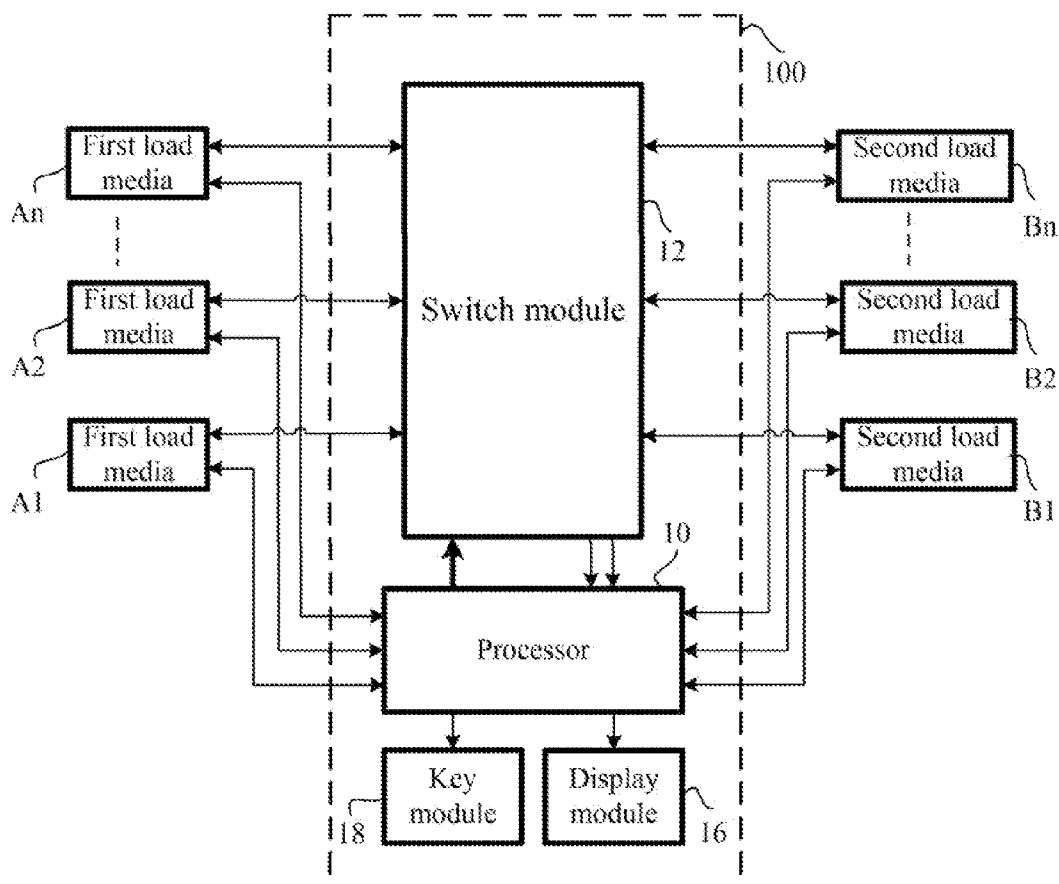 100
First load
media
An
Second load
media
Bn
12
Switch module
First load
media
A2
Second load
media
B2
First load
media
A1
Second load
media
B1
10
Processor
Key
module
18
Display
module
16